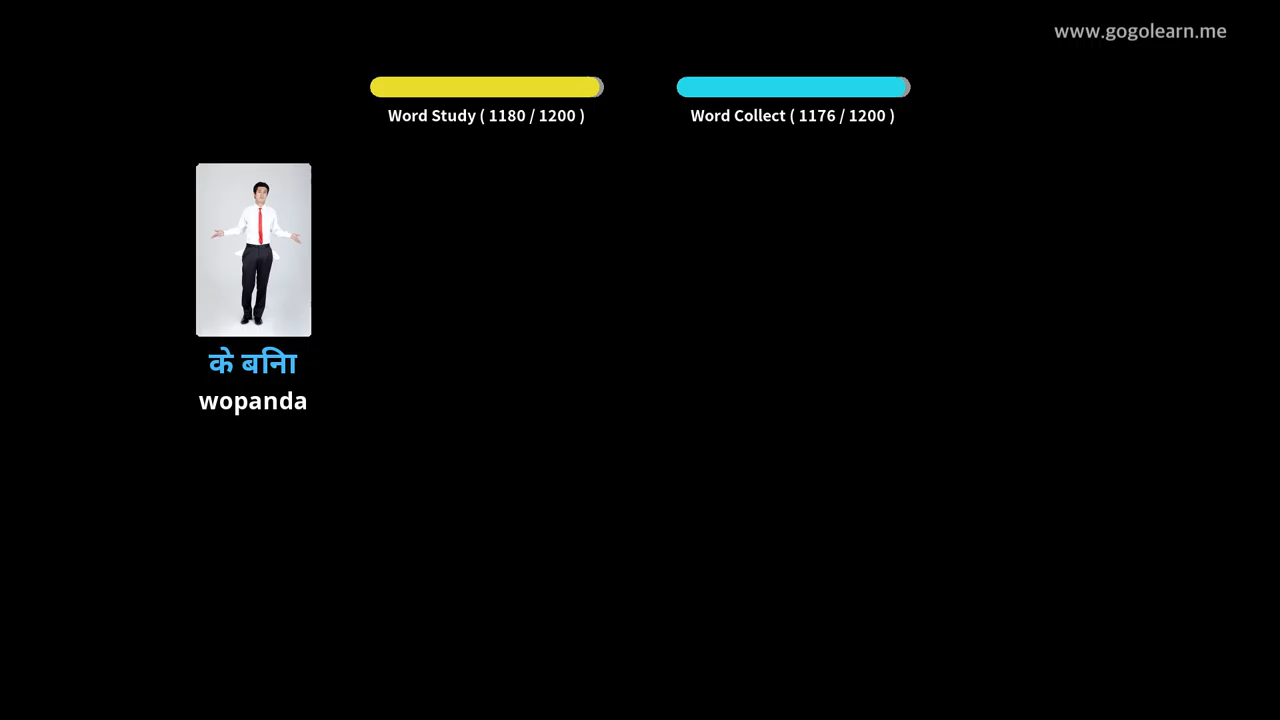 www.gogolearn.me
Word Study ( 1180 / 1200 )
Word Collect ( 1176 / 1200 )
के बिना
wopanda